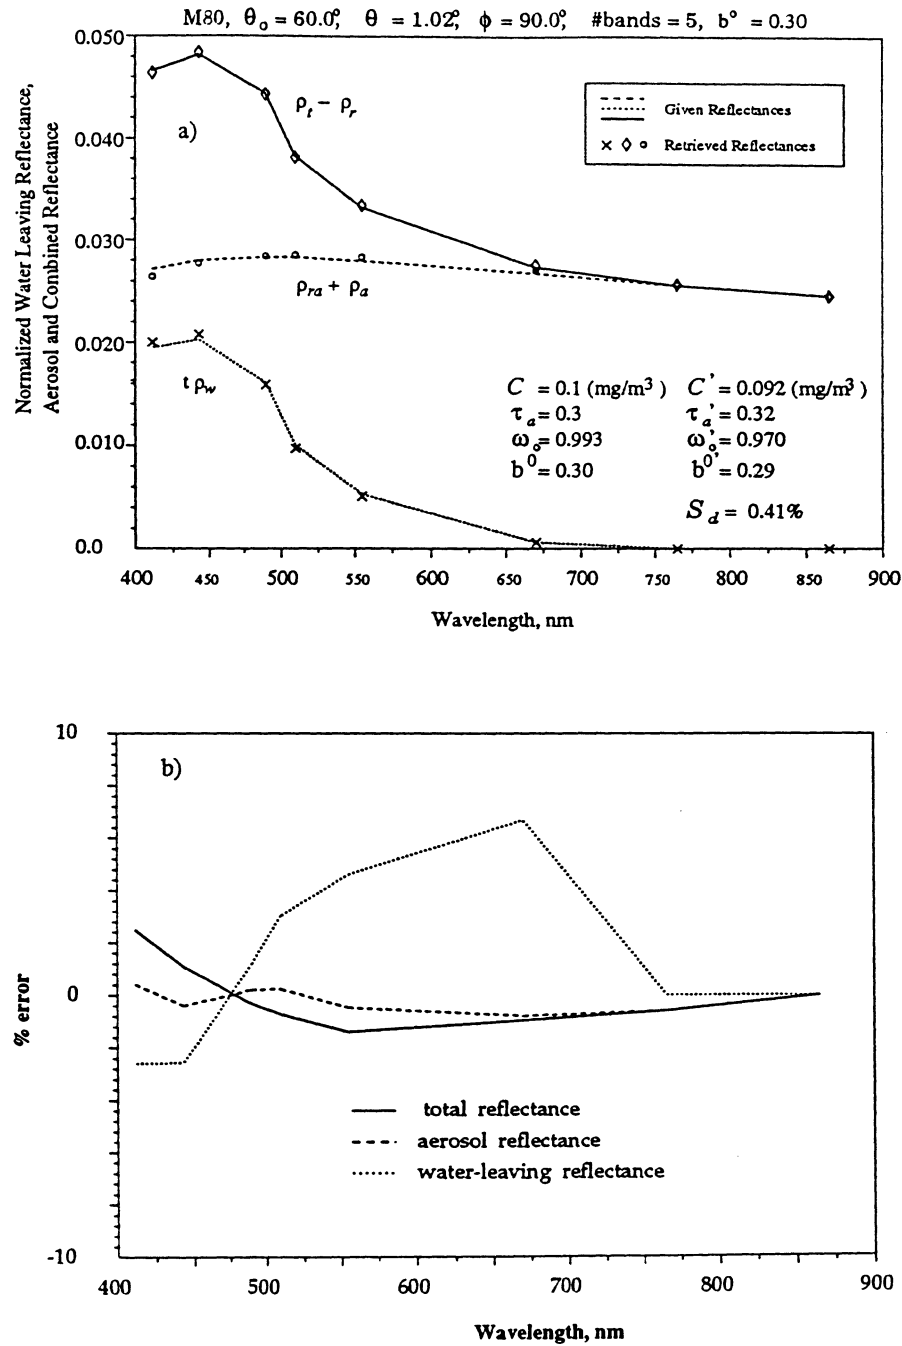 M80, θo = 60.0°, θ = 1.02°, ϕ = 90.0°, #bands = 5, b° = 0.30
Normalized Water Leaving Reflectance,
Aerosol and Combined Reflectance
0.050
0.040
0.030
0.020
0.010
0.0
a)
ρt − ρr
Given Reflectances
× ◊ o Retrieved Reflectances
ρra + ρa
t ρw
C = 0.1 (mg/m³) C' = 0.092 (mg/m³)
τa = 0.3 τa' = 0.32
ωo = 0.993 ωo' = 0.970
b⁰ = 0.30 b⁰' = 0.29
Sd = 0.41%
400 450 500 550 600 650 700 750 800 850 900
Wavelength, nm
b)
% error
10
0
-10
total reflectance
aerosol reflectance
water-leaving reflectance
400 500 600 700 800 900
Wavelength, nm